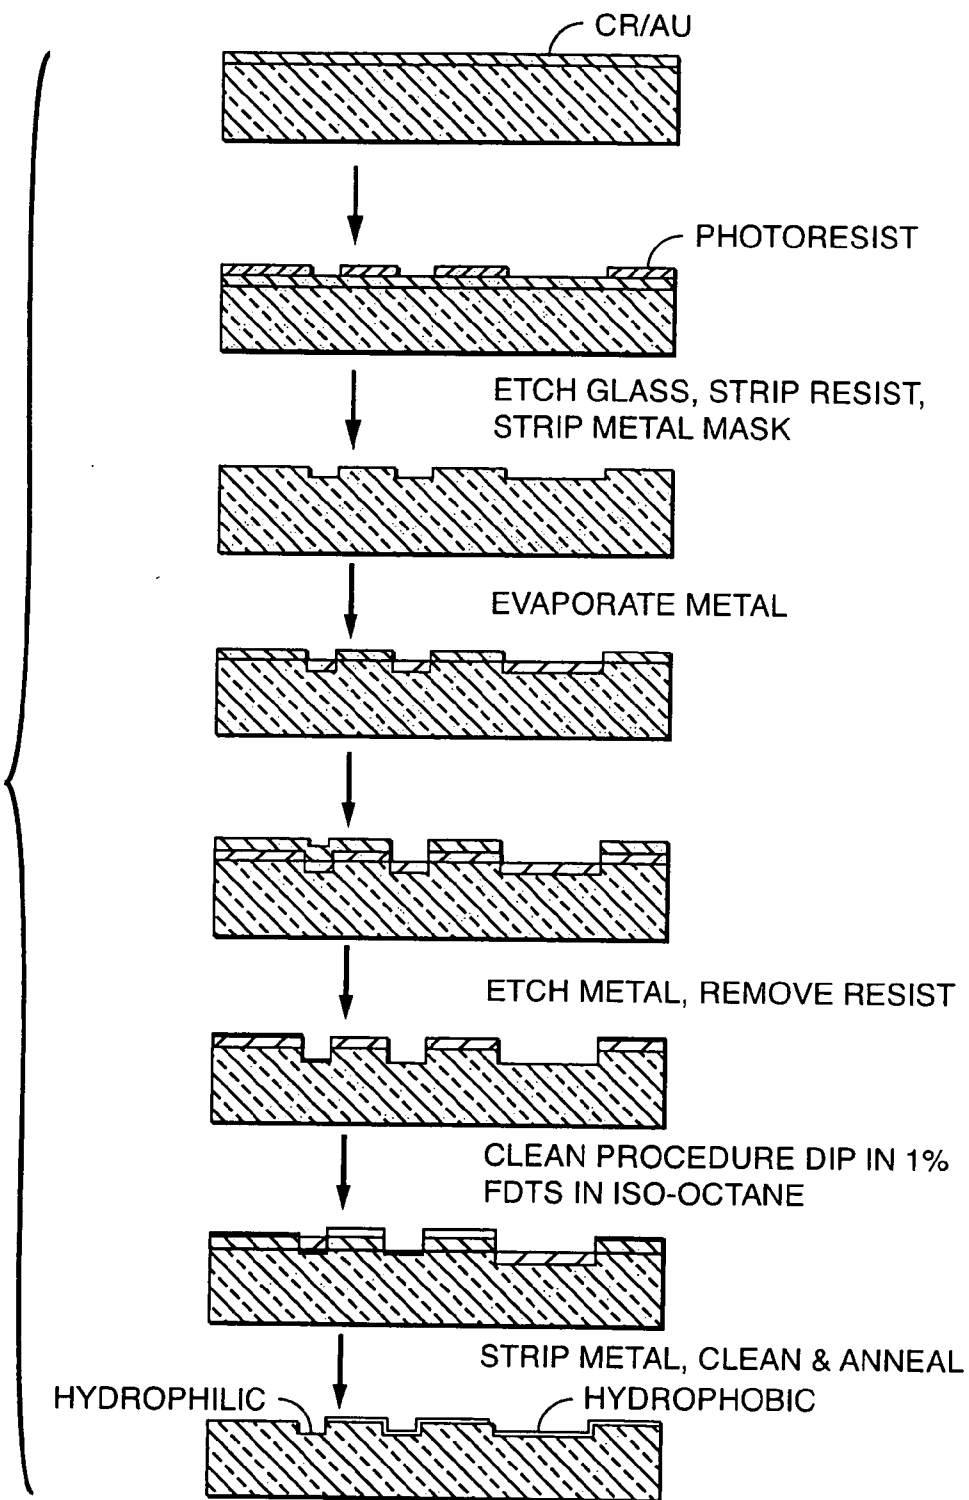 CR/AU
PHOTORESIST
ETCH GLASS, STRIP RESIST,
STRIP METAL MASK
EVAPORATE METAL
ETCH METAL, REMOVE RESIST
CLEAN PROCEDURE DIP IN 1%
FDTS IN ISO-OCTANE
STRIP METAL, CLEAN & ANNEAL
HYDROPHILIC
HYDROPHOBIC